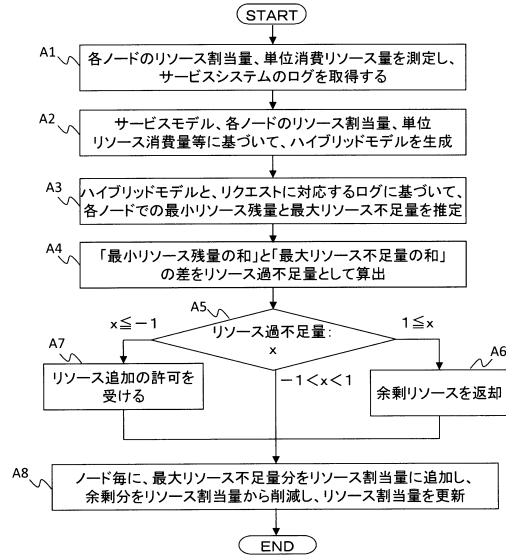 START
A1
各ノードのリソース割当量、単位消費リソース量を測定し、
サービスシステムのログを取得する
A2
サービスモデル、各ノードのリソース割当量、単位
リソース消費量等に基づいて、ハイブリッドモデルを生成
A3
ハイブリッドモデルと、リクエストに対応するログに基づいて、
各ノードでの最小リソース残量と最大リソース不足量を推定
A4
「最小リソース残量の和」と「最大リソース不足量の和」
の差をリソース過不足量として算出
A5
リソース過不足量:
x
x≦-1
1≦x
-1<x<1
A7
リソース追加の許可を
受ける
A6
余剰リソースを返却
A8
ノード毎に、最大リソース不足量分をリソース割当量に追加し、
余剰分をリソース割当量から削減し、リソース割当量を更新
END